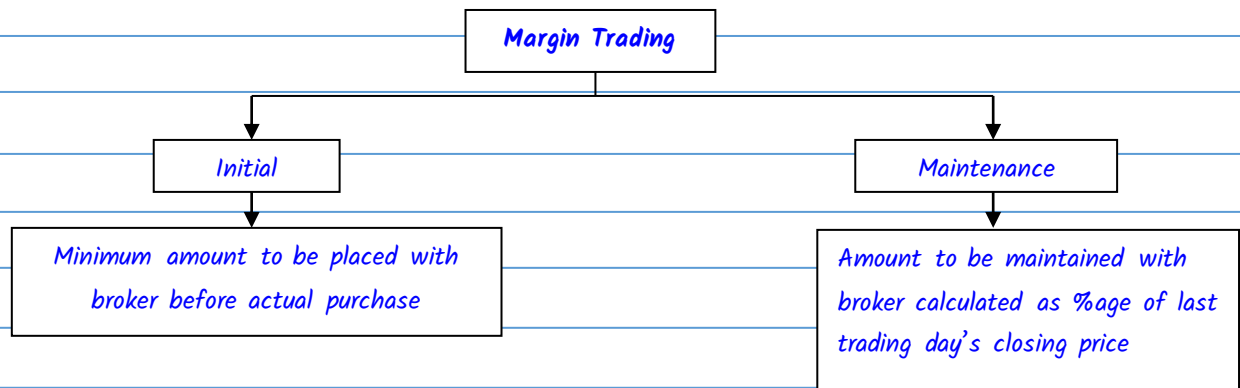 Margin Trading
Initial
Maintenance
Minimum amount to be placed with
broker before actual purchase
Amount to be maintained with
broker calculated as %age of last
trading day's closing price